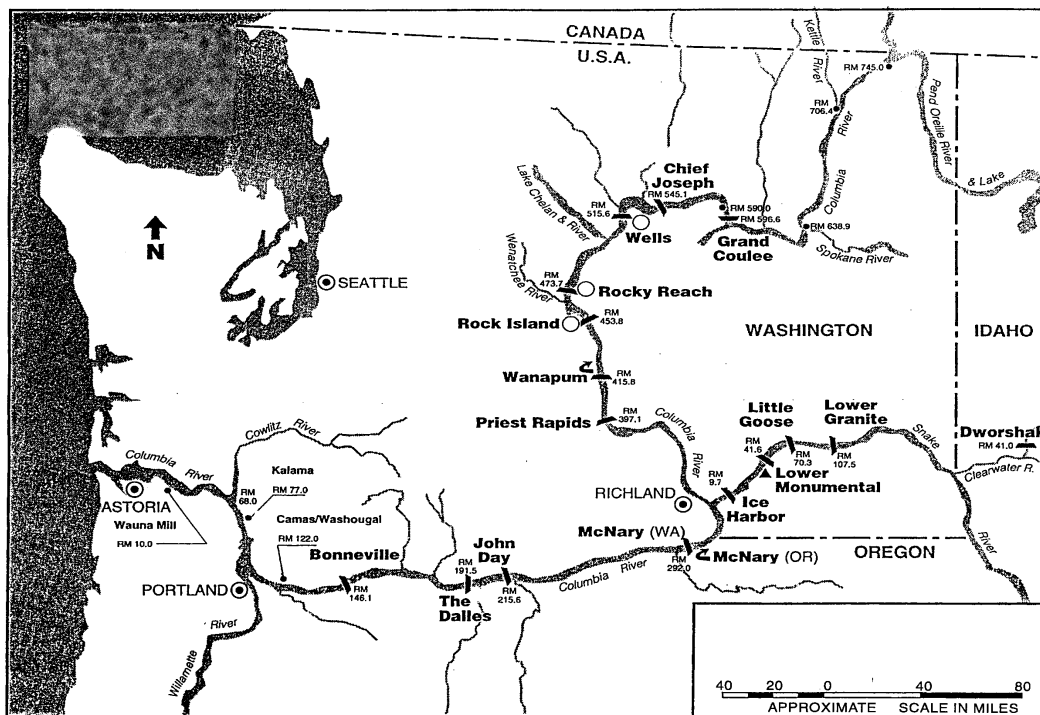 CANADA
U.S.A.
Kettle River
RM 745.0
RM 706.4
Pend Oreille River
& Lake
Columbia River
N
Lake Chelan & River
Chief Joseph
RM 545.1
RM 515.6
Wells
RM 590.0
RM 596.6
Grand Coulee
RM 638.9
Spokane River
SEATTLE
Wenatchee River
RM 473.7
Rocky Reach
Rock Island
RM 453.8
WASHINGTON
IDAHO
Wanapum
RM 415.8
Priest Rapids
RM 397.1
Columbia River
Little Goose
Lower Granite
Snake River
Dworshak
RM 41.0
Clearwater R.
RM 41.6
RM 70.3
RM 107.5
Lower Monumental
RM 9.7
Ice Harbor
RICHLAND
Cowlitz River
Columbia River
Kalama
RM 77.0
RM 68.0
ASTORIA
Wauna Mill
RM 10.0
Camas/Washougal
RM 122.0
Bonneville
RM 146.1
John Day
RM 191.5
The Dalles
RM 215.6
McNary (WA)
RM 292.0
McNary (OR)
OREGON
Columbia River
PORTLAND
Willamette River
40 20 0 40 80
APPROXIMATE SCALE IN MILES